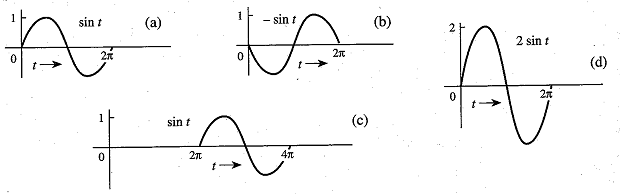 1
sin t
(a)
0
t →
2π
1
− sin t
(b)
0
t →
2π
2
2 sin t
(d)
0
t →
2π
1
sin t
(c)
0
2π
t →
4π